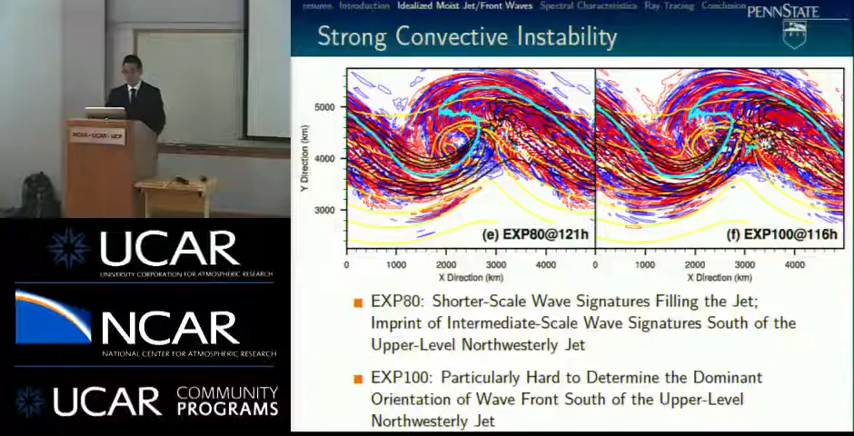 resume Introduction Idealized Moist Jet/Front Waves Spectral Characteristics Ray Tracing Conclusion
PENNSTATE
1855
Strong Convective Instability
Y Direction (km)
5000
4000
3000
(e) EXP80@121h
(f) EXP100@116h
0 1000 2000 3000 4000 0 1000 2000 3000 4000
X Direction (km)
X Direction (km)
EXP80: Shorter-Scale Wave Signatures Filling the Jet;
Imprint of Intermediate-Scale Wave Signatures South of the
Upper-Level Northwesterly Jet
EXP100: Particularly Hard to Determine the Dominant
Orientation of Wave Front South of the Upper-Level
Northwesterly Jet
NCAR-UCAR-UCP
UCAR
UNIVERSITY CORPORATION FOR ATMOSPHERIC RESEARCH
NCAR
NATIONAL CENTER FOR ATMOSPHERIC RESEARCH
UCAR COMMUNITY
PROGRAMS